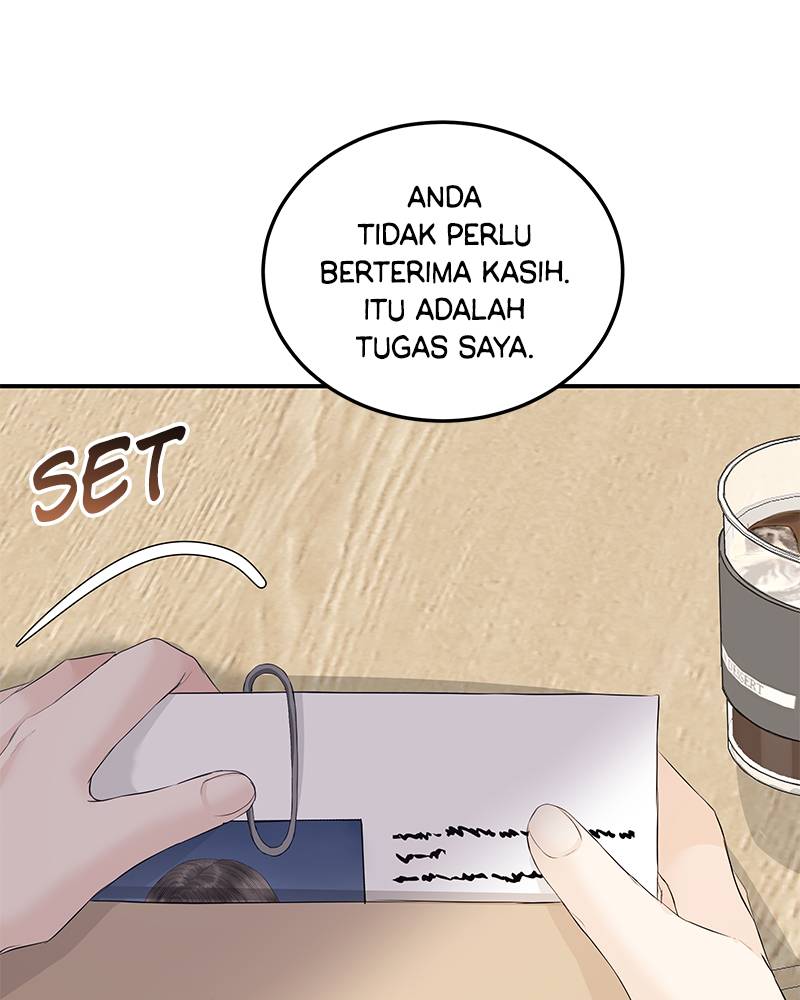 ANDA
TIDAK PERLU
BERTERIMA KASIH.
ITU ADALAH
TUGAS SAYA.
SET